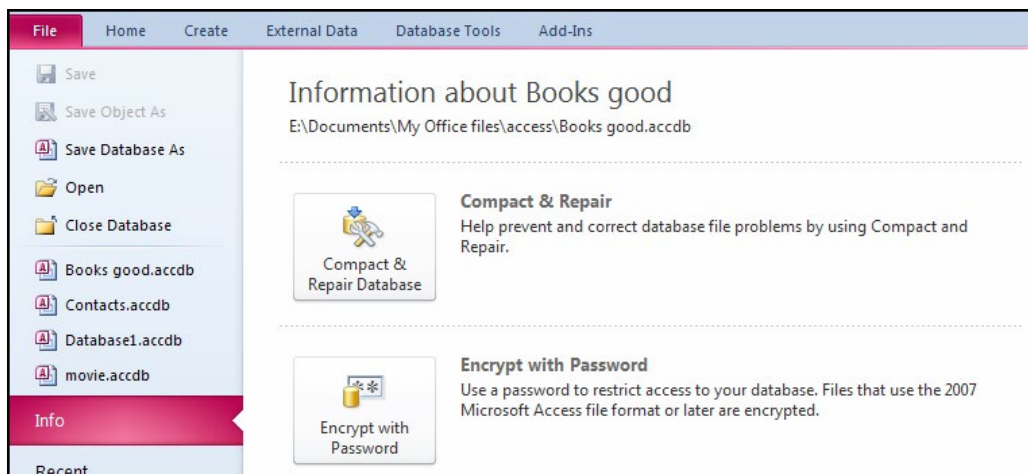 File Home Create External Data Database Tools Add-Ins
Save
Save Object As
Save Database As
Open
Close Database
Books good.accdb
Contacts.accdb
Database1.accdb
movie.accdb
Info
Recent
Information about Books good
E:\Documents\My Office files\access\Books good.accdb
Compact &
Repair Database
Compact & Repair
Help prevent and correct database file problems by using Compact and
Repair.
Encrypt with
Password
Encrypt with Password
Use a password to restrict access to your database. Files that use the 2007
Microsoft Access file format or later are encrypted.